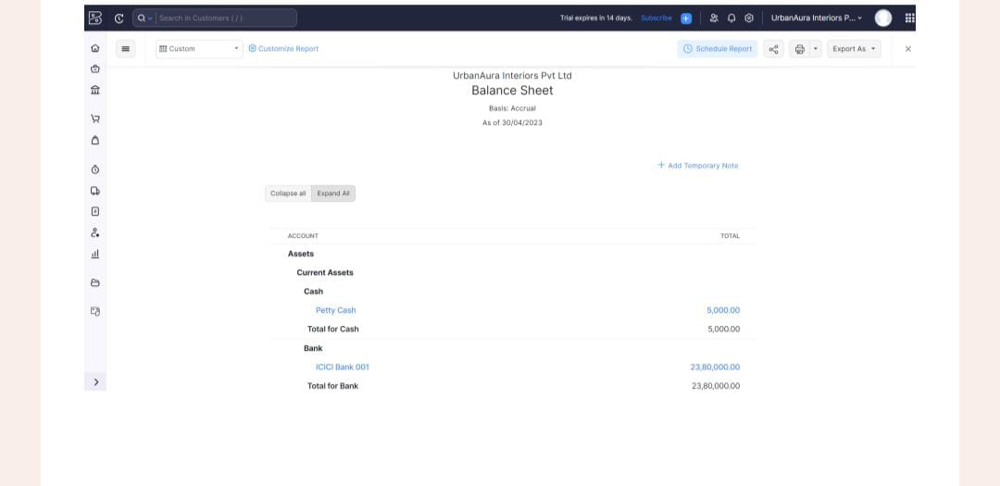 Search in Customers ( / )
Trial expires in 14 days. Subscribe
UrbanAura Interiors P...
Custom
Customize Report
Schedule Report
Export As
UrbanAura Interiors Pvt Ltd
Balance Sheet
Basis: Accrual
As of 30/04/2023
+ Add Temporary Note
Collapse all Expand All
ACCOUNT TOTAL
Assets
Current Assets
Cash
Petty Cash 5,000.00
Total for Cash 5,000.00
Bank
ICICI Bank 001 23,80,000.00
Total for Bank 23,80,000.00